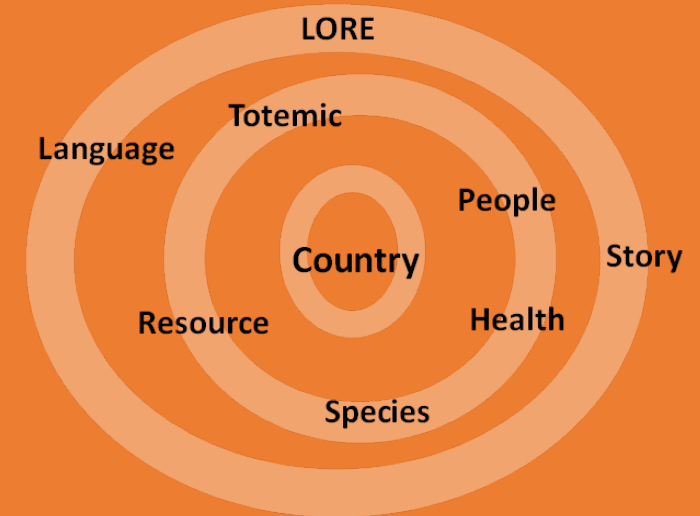 LORE
Totemic
Language
People
Story
Country
Resource
Health
Species